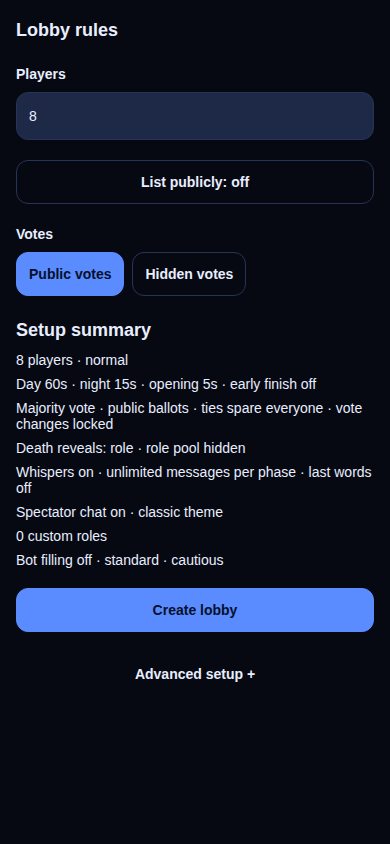 Lobby rules
Players
8
List publicly: off
Votes
Public votes
Hidden votes
Setup summary
8 players · normal
Day 60s · night 15s · opening 5s · early finish off
Majority vote · public ballots · ties spare everyone · vote
changes locked
Death reveals: role · role pool hidden
Whispers on · unlimited messages per phase · last words
off
Spectator chat on · classic theme
0 custom roles
Bot filling off · standard · cautious
Create lobby
Advanced setup +